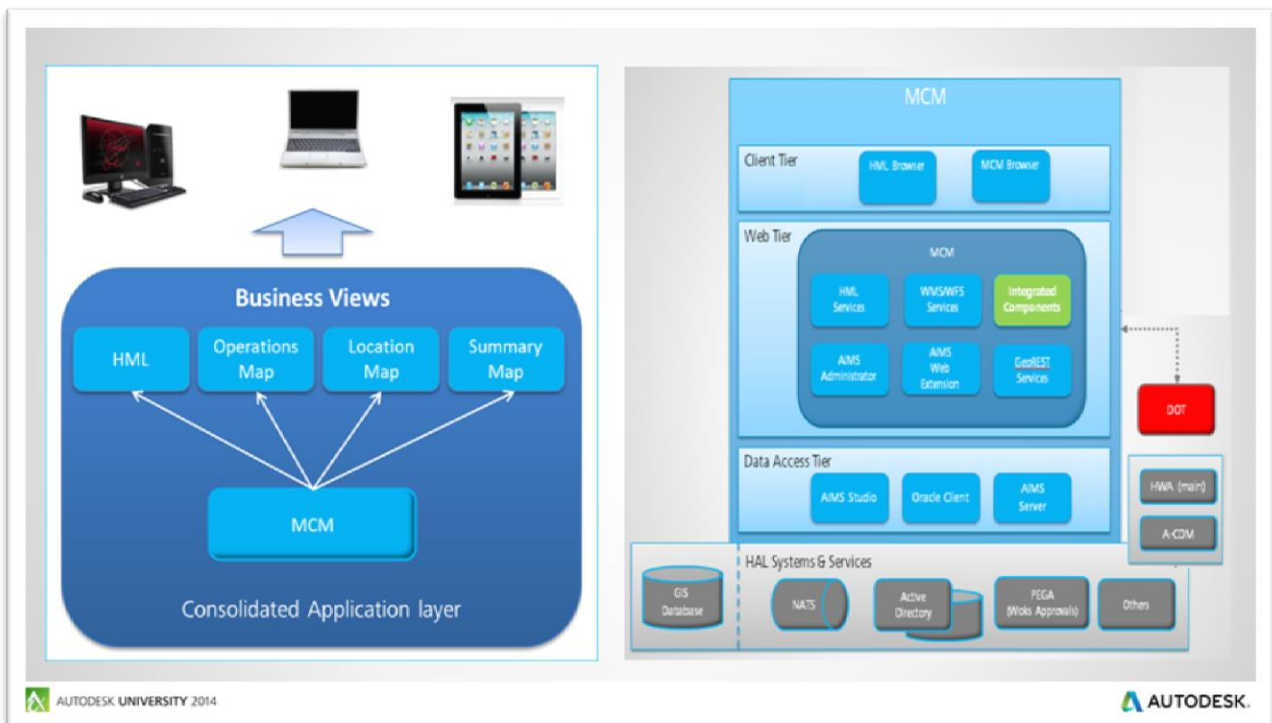 Business Views
HML
Operations
Map
Location
Map
Summary
Map
MCM
Consolidated Application layer
MCM
Client Tier
HML Browser
MCM Browser
Web Tier
MCM
HML
Services
WMS/WFS
Services
Integrated
Components
AIMS
Administrator
AIMS
Web
Extension
GeoREST
Services
Data Access Tier
AIMS Studio
Oracle Client
AIMS
Server
DOT
HWA (main)
A-CDM
HAL Systems & Services
GIS
Database
NATS
Active
Directory
PEGA
(Woks Approvals)
Others
AUTODESK UNIVERSITY 2014
AUTODESK.